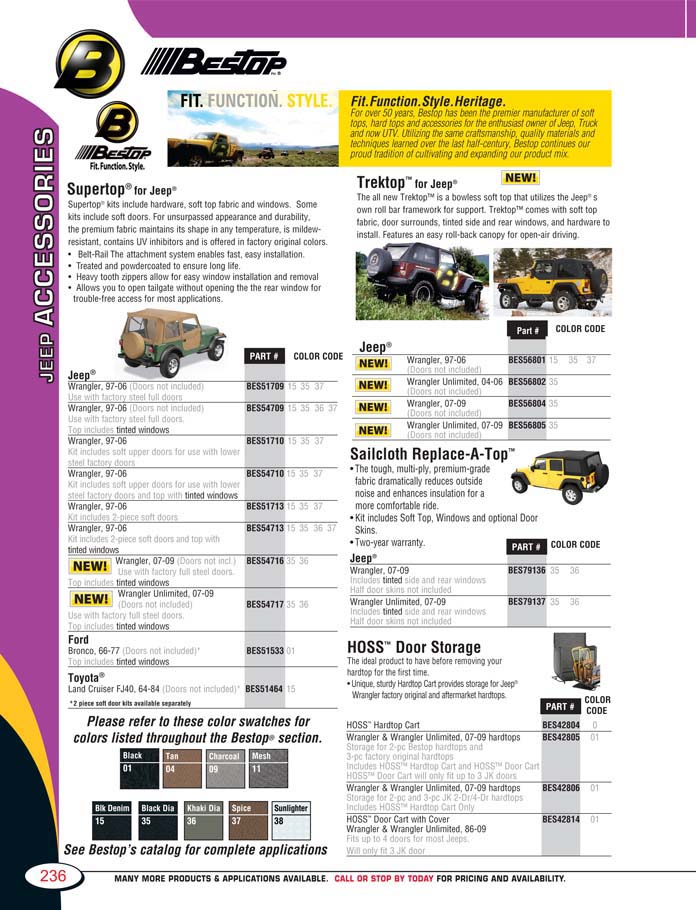 BESTOP INC. ®
FIT. FUNCTION. STYLE.
BESTOP
Fit. Function. Style.
Fit.Function.Style.Heritage.
For over 50 years, Bestop has been the premier manufacturer of soft
tops, hard tops and accessories for the enthusiast owner of Jeep, Truck
and now UTV. Utilizing the same craftsmanship, quality materials and
techniques learned over the last half-century, Bestop continues our
proud tradition of cultivating and expanding our product mix.
JEEP ACCESSORIES
Supertop® for Jeep®
Supertop® kits include hardware, soft top fabric and windows. Some
kits include soft doors. For unsurpassed appearance and durability,
the premium fabric maintains its shape in any temperature, is mildew-
resistant, contains UV inhibitors and is offered in factory original colors.
• Belt-Rail The attachment system enables fast, easy installation.
• Treated and powdercoated to ensure long life.
• Heavy tooth zippers allow for easy window installation and removal
• Allows you to open tailgate without opening the the rear window for
trouble-free access for most applications.
PART # COLOR CODE
Jeep®
Wrangler, 97-06 (Doors not included) BES51709 15 35 37
Use with factory steel full doors
Wrangler, 97-06 (Doors not included) BES54709 15 35 36 37
Use with factory steel full doors.
Top includes tinted windows
Wrangler, 97-06 BES51710 15 35 37
Kit includes soft upper doors for use with lower
steel factory doors
Wrangler, 97-06 BES54710 15 35 37
Kit includes soft upper doors for use with lower
steel factory doors and top with tinted windows
Wrangler, 97-06 BES51713 15 35 37
Kit includes 2-piece soft doors
Wrangler, 97-06 BES54713 15 35 36 37
Kit includes 2-piece soft doors and top with
tinted windows
NEW! Wrangler, 07-09 (Doors not incl.) BES54716 35 36
Use with factory full steel doors.
Top includes tinted windows
NEW! Wrangler Unlimited, 07-09
(Doors not included) BES54717 35 36
Use with factory full steel doors.
Top includes tinted windows
Ford
Bronco, 66-77 (Doors not included)* BES51533 01
Top includes tinted windows
Toyota®
Land Cruiser FJ40, 64-84 (Doors not included)* BES51464 15
*2 piece soft door kits available separately
Please refer to these color swatches for
colors listed throughout the Bestop® section.
Black 01
Tan 04
Charcoal 09
Mesh 11
Blk Denim 15
Black Dia 35
Khaki Dia 36
Spice 37
Sunlighter 38
See Bestop's catalog for complete applications
Trektop™ for Jeep® NEW!
The all new Trektop™ is a bowless soft top that utilizes the Jeep® s
own roll bar framework for support. Trektop™ comes with soft top
fabric, door surrounds, tinted side and rear windows, and hardware to
install. Features an easy roll-back canopy for open-air driving.
Part # COLOR CODE
Jeep®
NEW! Wrangler, 97-06 BES56801 15 35 37
(Doors not included)
NEW! Wrangler Unlimited, 04-06 BES56802 35
(Doors not included)
NEW! Wrangler, 07-09 BES56804 35
(Doors not included)
NEW! Wrangler Unlimited, 07-09 BES56805 35
(Doors not included)
Sailcloth Replace-A-Top™
• The tough, multi-ply, premium-grade
fabric dramatically reduces outside
noise and enhances insulation for a
more comfortable ride.
• Kit includes Soft Top, Windows and optional Door
Skins.
• Two-year warranty.
PART # COLOR CODE
Jeep®
Wrangler, 07-09 BES79136 35 36
Includes tinted side and rear windows
Half door skins not included
Wrangler Unlimited, 07-09 BES79137 35 36
Includes tinted side and rear windows
Half door skins not included
HOSS™ Door Storage
The ideal product to have before removing your
hardtop for the first time.
• Unique, sturdy Hardtop Cart provides storage for Jeep®
Wrangler factory original and aftermarket hardtops.
PART # COLOR CODE
HOSS™ Hardtop Cart BES42804 0
Wrangler & Wrangler Unlimited, 07-09 hardtops BES42805 01
Storage for 2-pc Bestop hardtops and
3-pc factory original hardtops
Includes HOSS™ Hardtop Cart and HOSS™ Door Cart
HOSS™ Door Cart will only fit up to 3 JK doors
Wrangler & Wrangler Unlimited, 07-09 hardtops BES42806 01
Storage for 2-pc and 3-pc JK 2-Dr/4-Dr hardtops
Includes HOSS™ Hardtop Cart Only
HOSS™ Door Cart with Cover BES42814 01
Wrangler & Wrangler Unlimited, 86-09
Fits up to 4 doors for most Jeeps.
Will only fit 3 JK door
236
MANY MORE PRODUCTS & APPLICATIONS AVAILABLE. CALL OR STOP BY TODAY FOR PRICING AND AVAILABILITY.